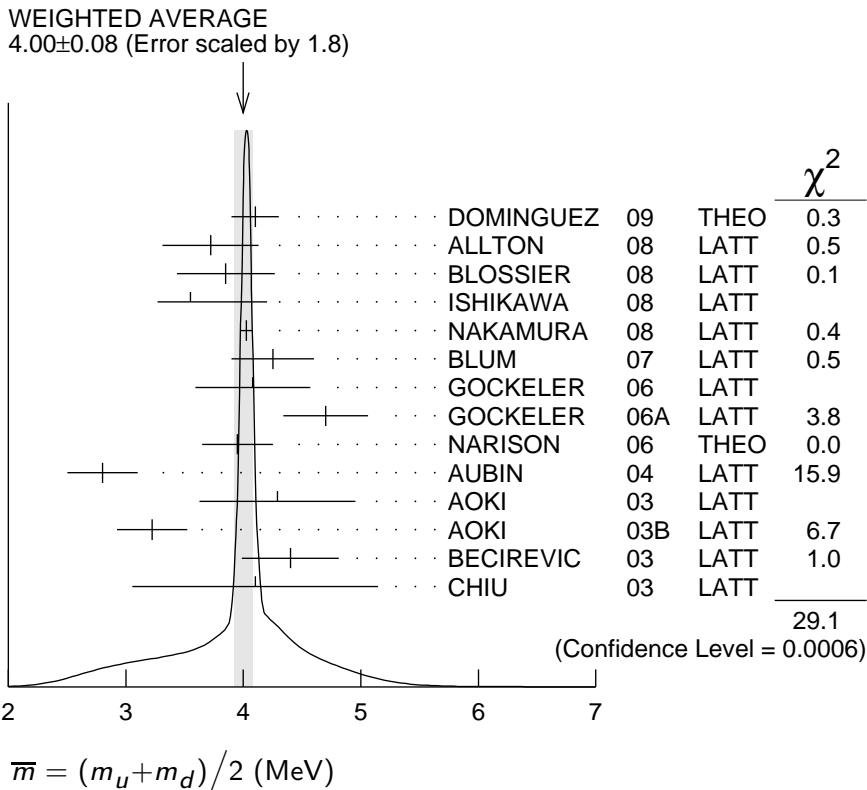 WEIGHTED AVERAGE
4.00±0.08 (Error scaled by 1.8)
χ2
DOMINGUEZ 09 THEO 0.3
ALLTON 08 LATT 0.5
BLOSSIER 08 LATT 0.1
ISHIKAWA 08 LATT
NAKAMURA 08 LATT 0.4
BLUM 07 LATT 0.5
GOCKELER 06 LATT
GOCKELER 06A LATT 3.8
NARISON 06 THEO 0.0
AUBIN 04 LATT 15.9
AOKI 03 LATT
AOKI 03B LATT 6.7
BECIREVIC 03 LATT 1.0
CHIU 03 LATT
29.1
(Confidence Level = 0.0006)
2 3 4 5 6 7
m̅ = (m_u+m_d)/2 (MeV)